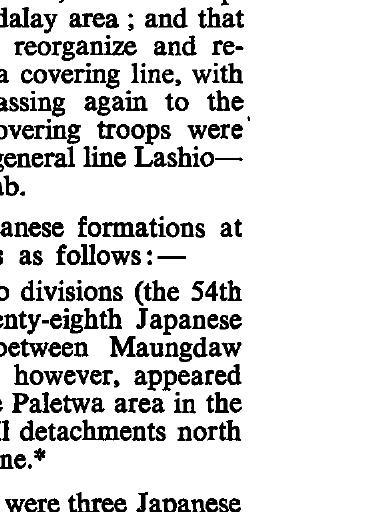 dalay area ; and that
reorganize and re-
a covering line, with
assing again to the
overing troops were
general line Lashio—
ab.
anese formations at
s as follows:—
o divisions (the 54th
enty-eighth Japanese
between Maungdaw
however, appeared
e Paletwa area in the
ll detachments north
ne.*
were three Japanese